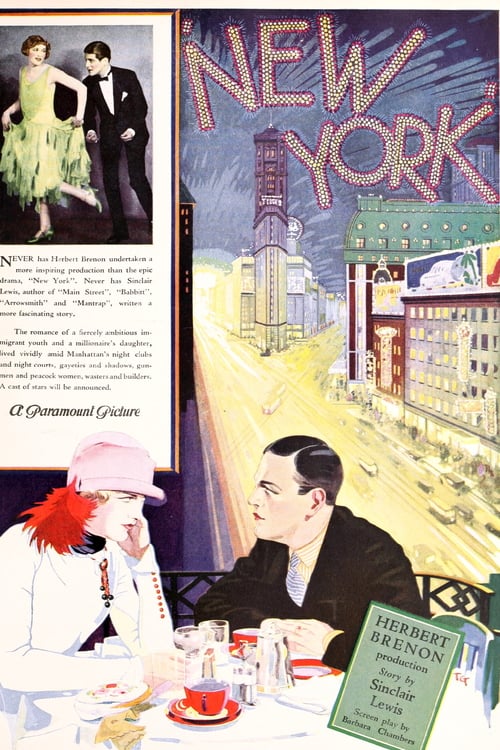 'NEW
YORK'
NEVER has Herbert Brenon undertaken a
more inspiring production than the epic
drama, "New York". Never has Sinclair
Lewis, author of "Main Street", "Babbitt",
"Arrowsmith" and "Mantrap", written a
more fascinating story.
The romance of a fiercely ambitious im-
migrant youth and a millionaire's daughter,
lived vividly amid Manhattan's night clubs
and night courts, gayeties and shadows, gun-
men and peacock women, wasters and builders.
A cast of stars will be announced.
A Paramount Picture
HERBERT
BRENON
production
Story by
Sinclair
Lewis
Screen play by
Barbara Chambers
TG